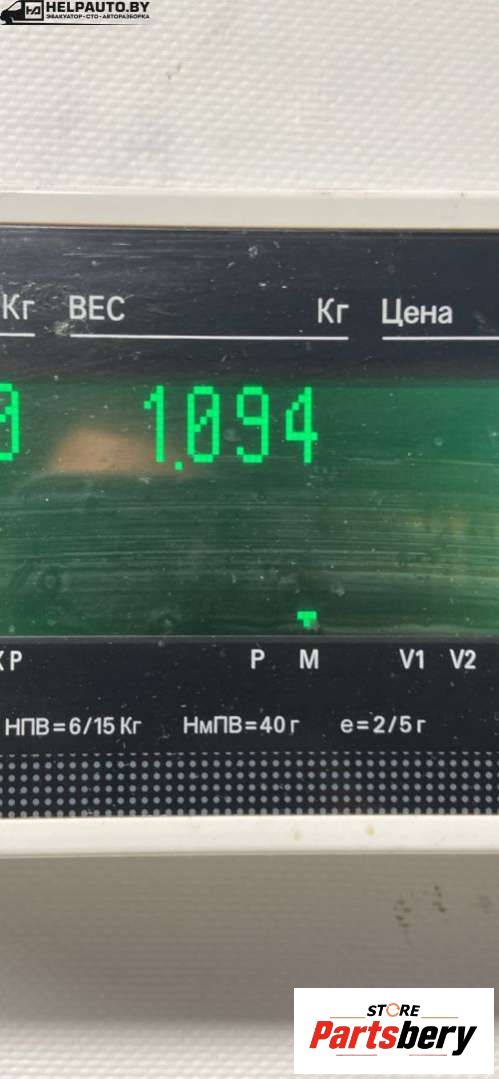 HELPAUTO.BY
ЭВАКУАТОР-СТО-АВТОРАЗБОРКА
Кг ВЕС Кг Цена
0 1.094
Р М V1 V2
НПВ=6/15 Кг НмПВ=40 г е=2/5 г
STORE
Partsbery